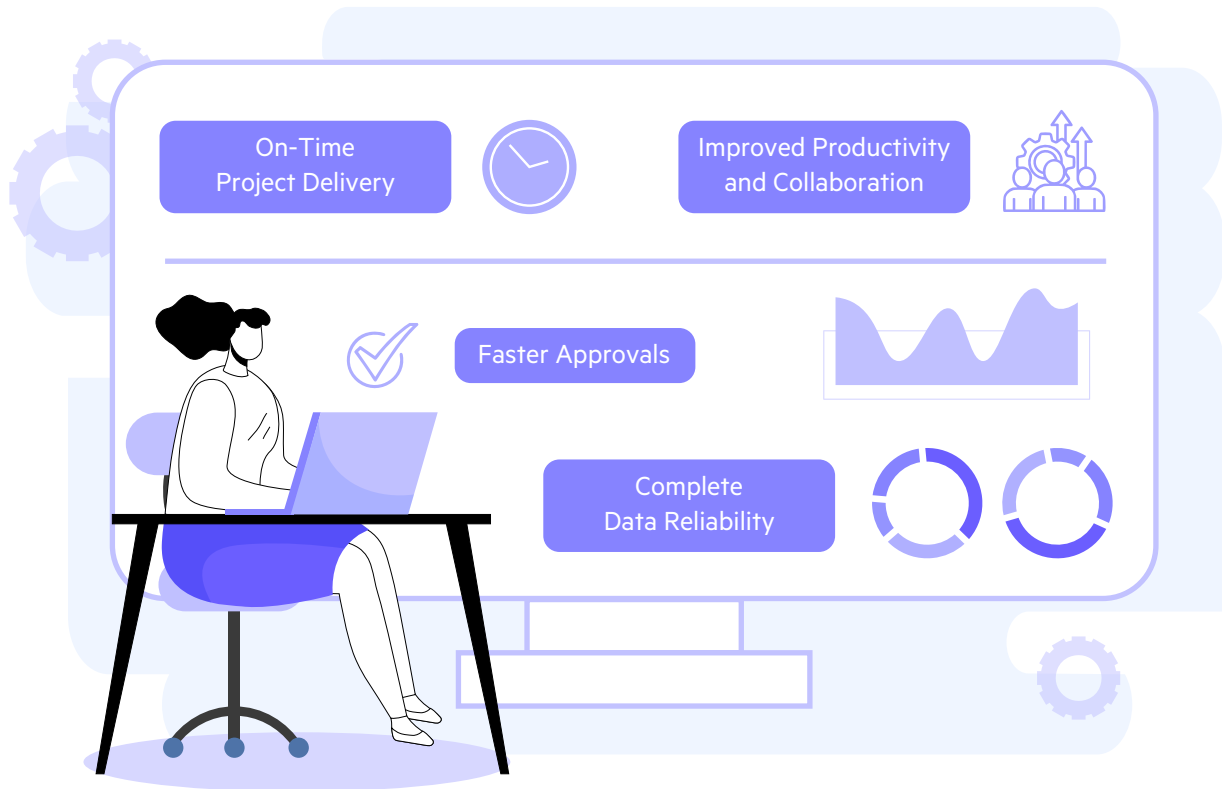 On-Time
Project Delivery
Improved Productivity
and Collaboration
Faster Approvals
Complete
Data Reliability